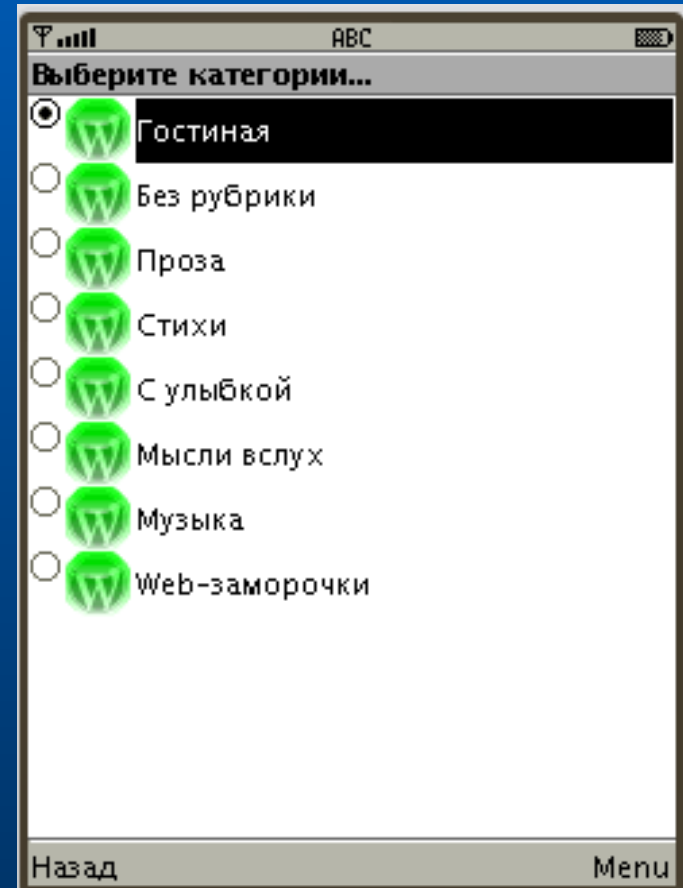 ABC
Выберите категории...
Гостиная
Без рубрики
Проза
Стихи
С улыбкой
Мысли вслух
Музыка
Web-заморочки
Назад Menu